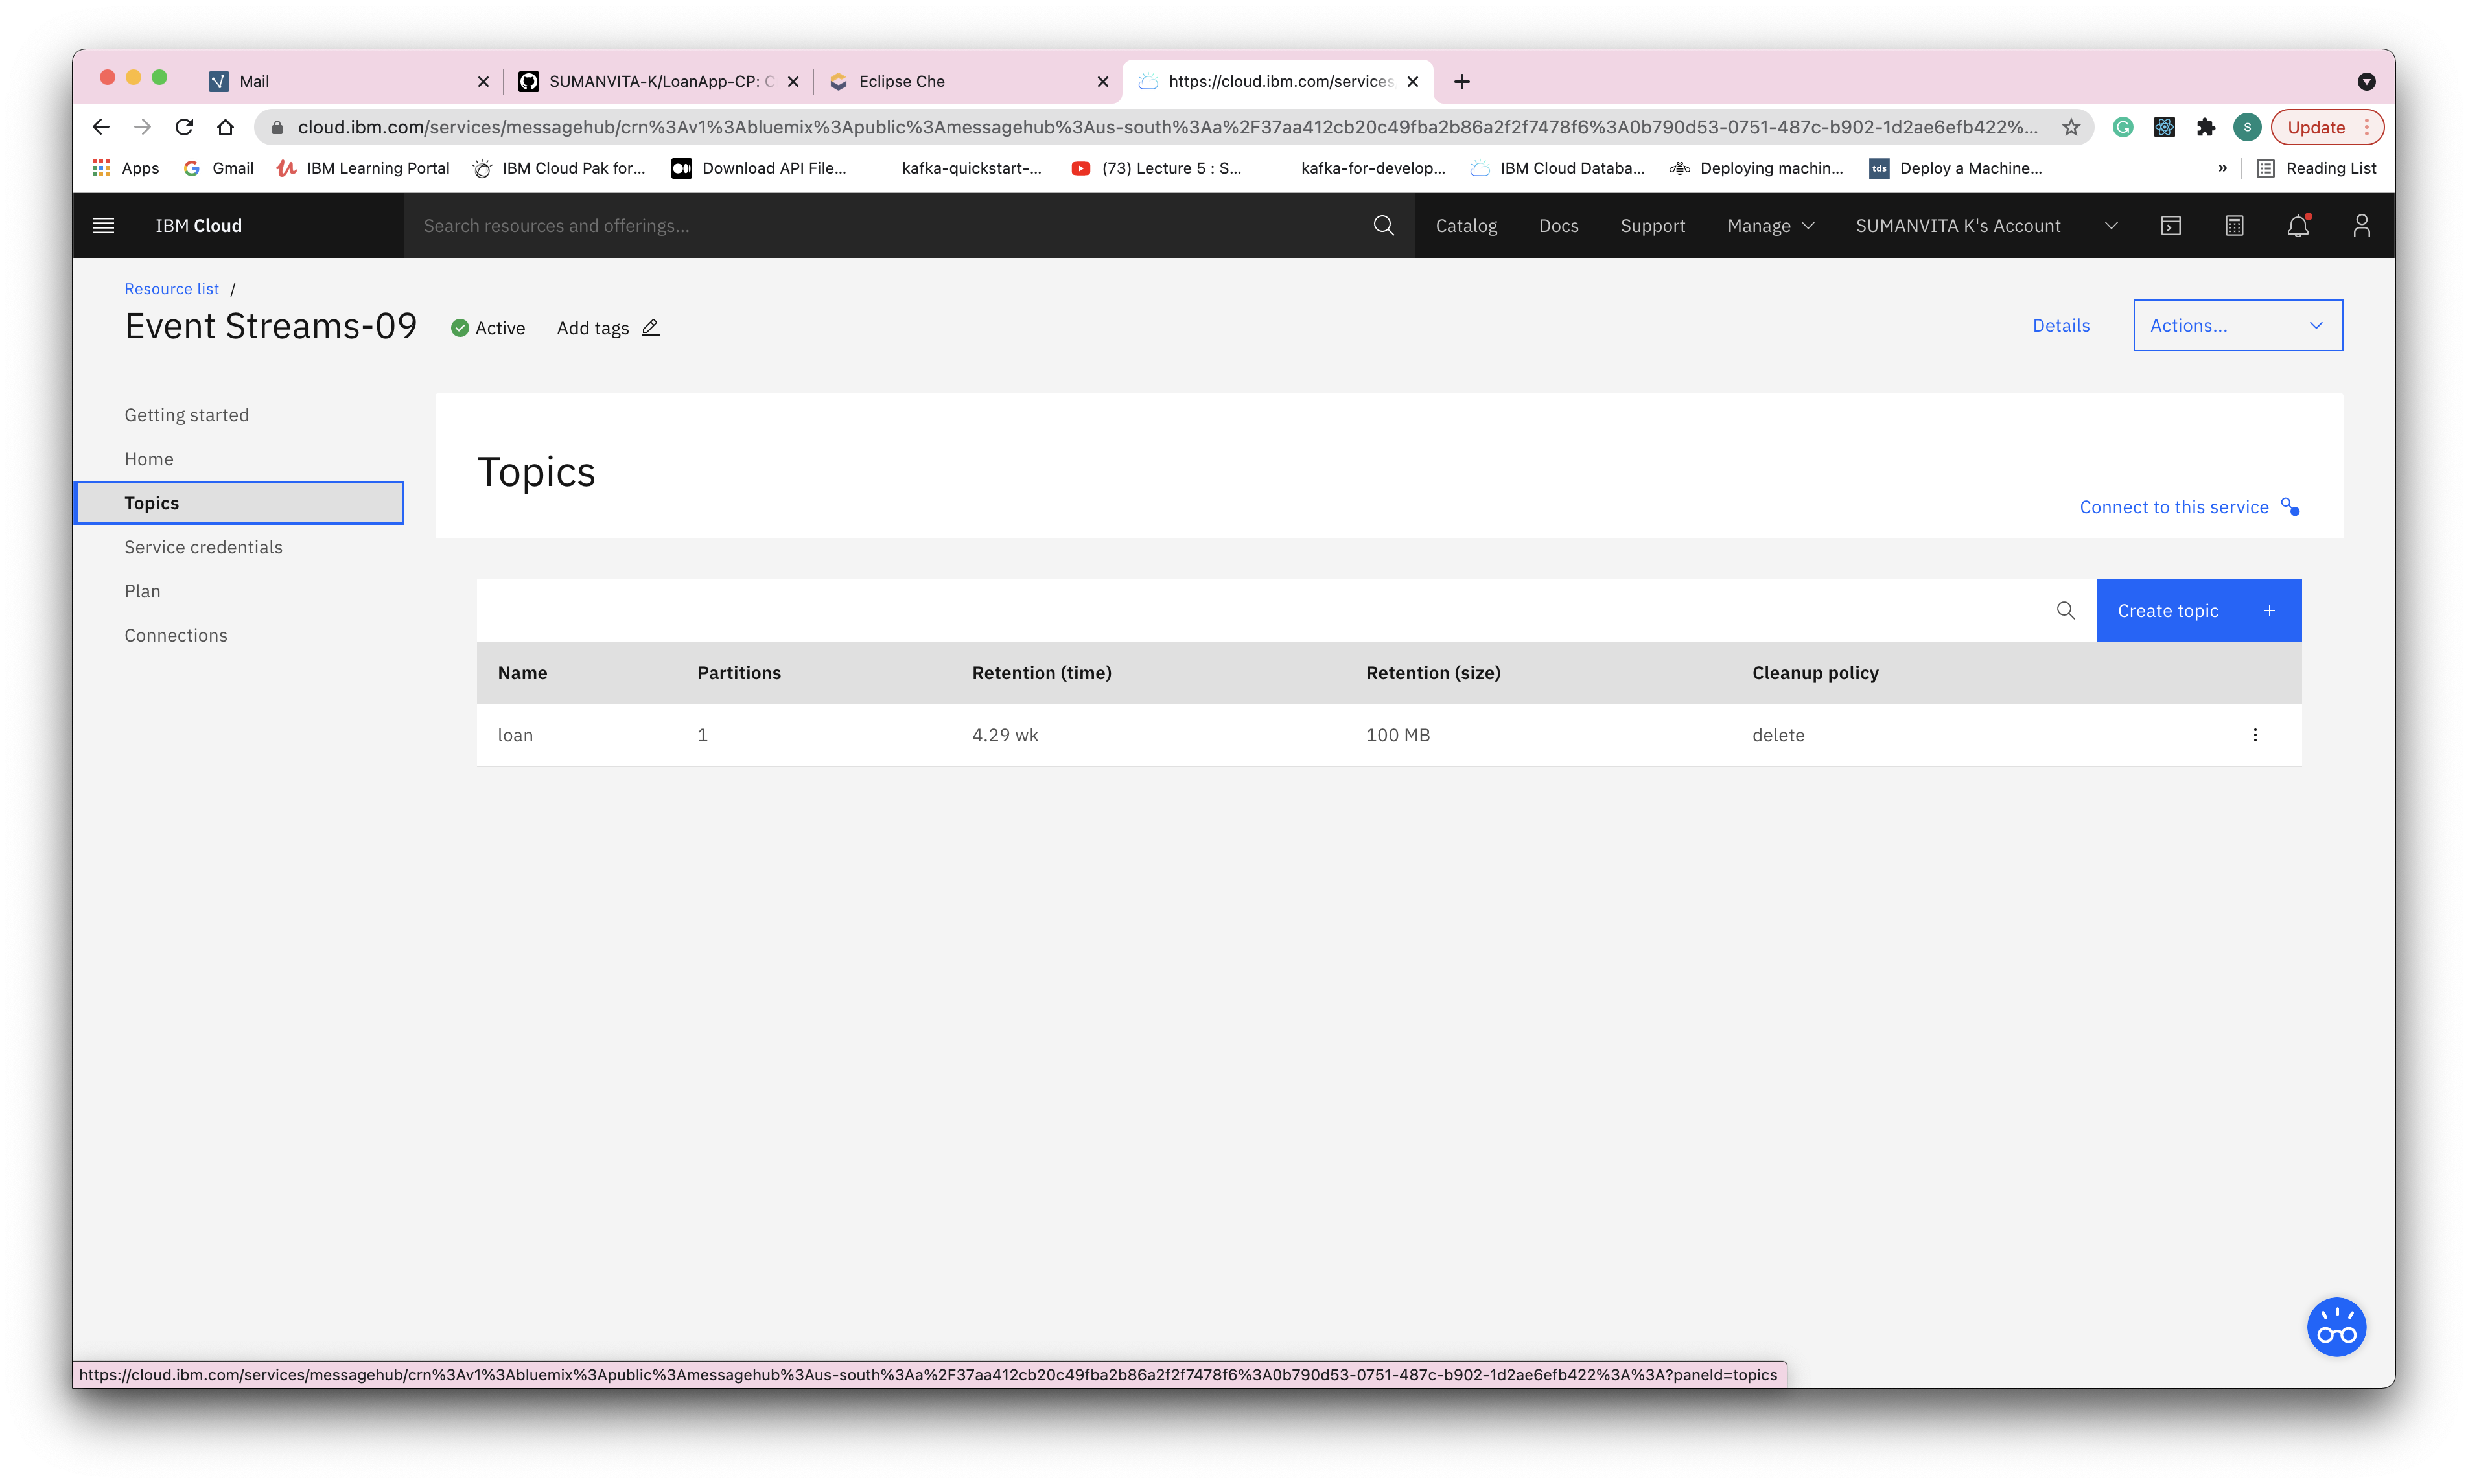 Mail
SUMANVITA-K/LoanApp-CP: C
Eclipse Che
https://cloud.ibm.com/services
cloud.ibm.com/services/messagehub/crn%3Av1%3Abluemix%3Apublic%3Amessagehub%3Aus-south%3Aa%2F37aa412cb20c49fba2b86a2f2f7478f6%3A0b790d53-0751-487c-b902-1d2ae6efb422%...
S
Update
Apps
Gmail
IBM Learning Portal
IBM Cloud Pak for...
Download API File...
kafka-quickstart-...
(73) Lecture 5 : S...
kafka-for-develop...
IBM Cloud Databa...
Deploying machin...
tds
Deploy a Machine...
»
Reading List
IBM Cloud
Search resources and offerings...
Catalog
Docs
Support
Manage
SUMANVITA K's Account
Resource list /
Event Streams-09
Active
Add tags
Details
Actions...
Getting started
Home
Topics
Service credentials
Plan
Connections
Topics
Connect to this service
Create topic +
Name Partitions Retention (time) Retention (size) Cleanup policy
loan 1 4.29 wk 100 MB delete
https://cloud.ibm.com/services/messagehub/crn%3Av1%3Abluemix%3Apublic%3Amessagehub%3Aus-south%3Aa%2F37aa412cb20c49fba2b86a2f2f7478f6%3A0b790d53-0751-487c-b902-1d2ae6efb422%3A%3A?paneId=topics